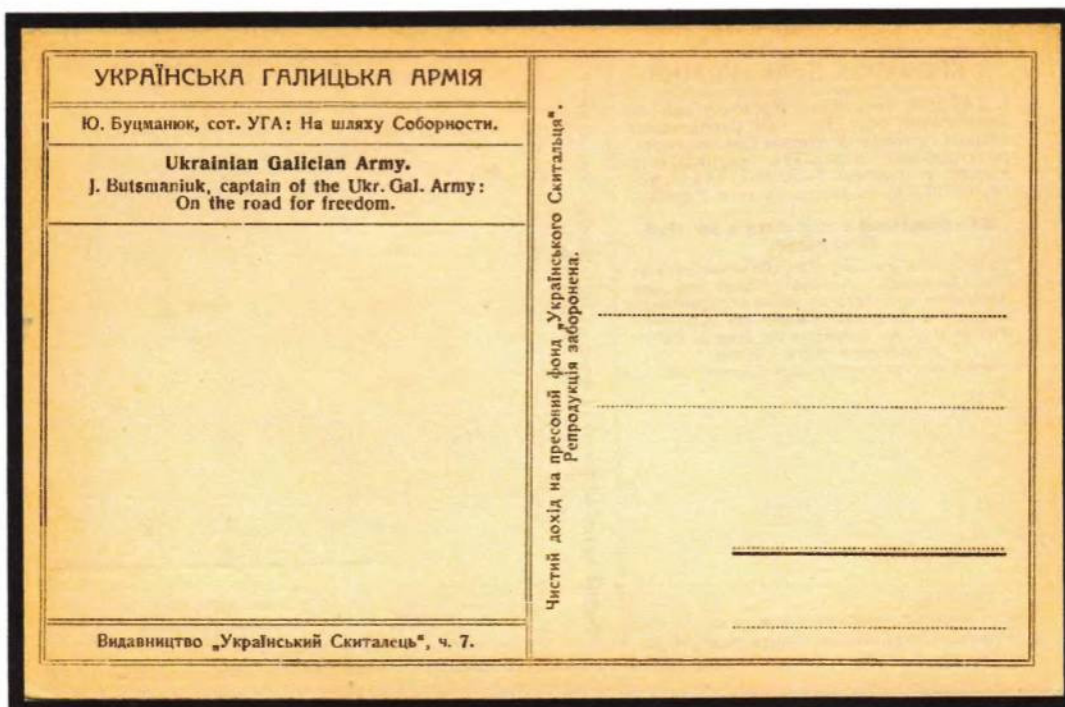 УКРАЇНСЬКА ГАЛИЦЬКА АРМІЯ
Ю. Буцманюк, сот. УГА: На шляху Соборности.
Ukrainian Galician Army.
J. Butsmaniuk, captain of the Ukr. Gal. Army:
On the road for freedom.
Видавництво „Український Скиталець“, ч. 7.
Чистий дохід на пресовий фонд „Українського Скитальця“.
Репродукція заборонена.